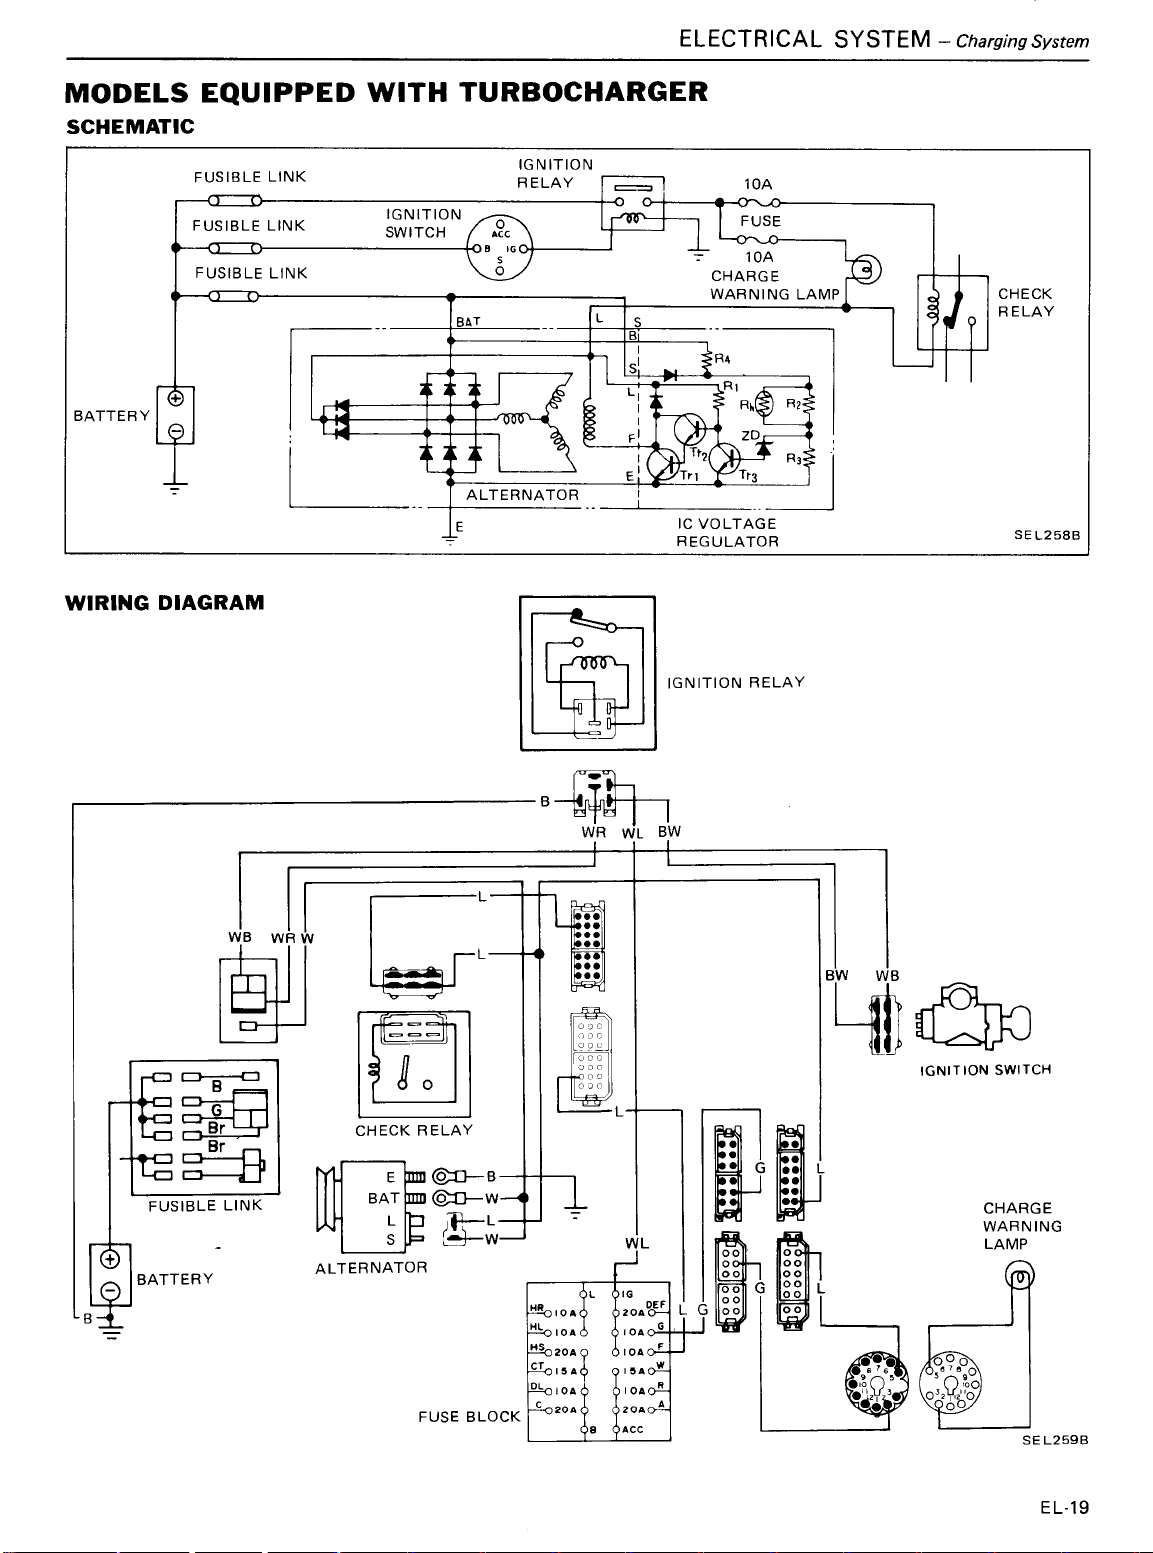 ELECTRICAL SYSTEM – Charging System
MODELS EQUIPPED WITH TURBOCHARGER
SCHEMATIC
FUSIBLE LINK
IGNITION
RELAY
10A
FUSIBLE LINK
IGNITION
SWITCH
ACC
B IG
S
FUSE
10A
FUSIBLE LINK
CHARGE
WARNING LAMP
CHECK
RELAY
BAT
L S
B
R4
S
L
R1
Rh R2
BATTERY
F
Tr2
ZD
R3
E
Tr1
Tr3
ALTERNATOR
E
IC VOLTAGE
REGULATOR
SEL258B
WIRING DIAGRAM
IGNITION RELAY
B
WR WL BW
L
WB WR W
L
BW WB
IGNITION SWITCH
B
G
Br
Br
L
CHECK RELAY
G L
FUSIBLE LINK
E B
BAT W
L L
S W
ALTERNATOR
WL
CHARGE
WARNING
LAMP
BATTERY
B
G L
L G
L IG
HR 10A 20A DEF
HL 10A 10A G
HS 20A 10A F
CT 15A 15A W
DL 10A 10A R
C 20A 20A A
B ACC
FUSE BLOCK
SEL259B
EL-19